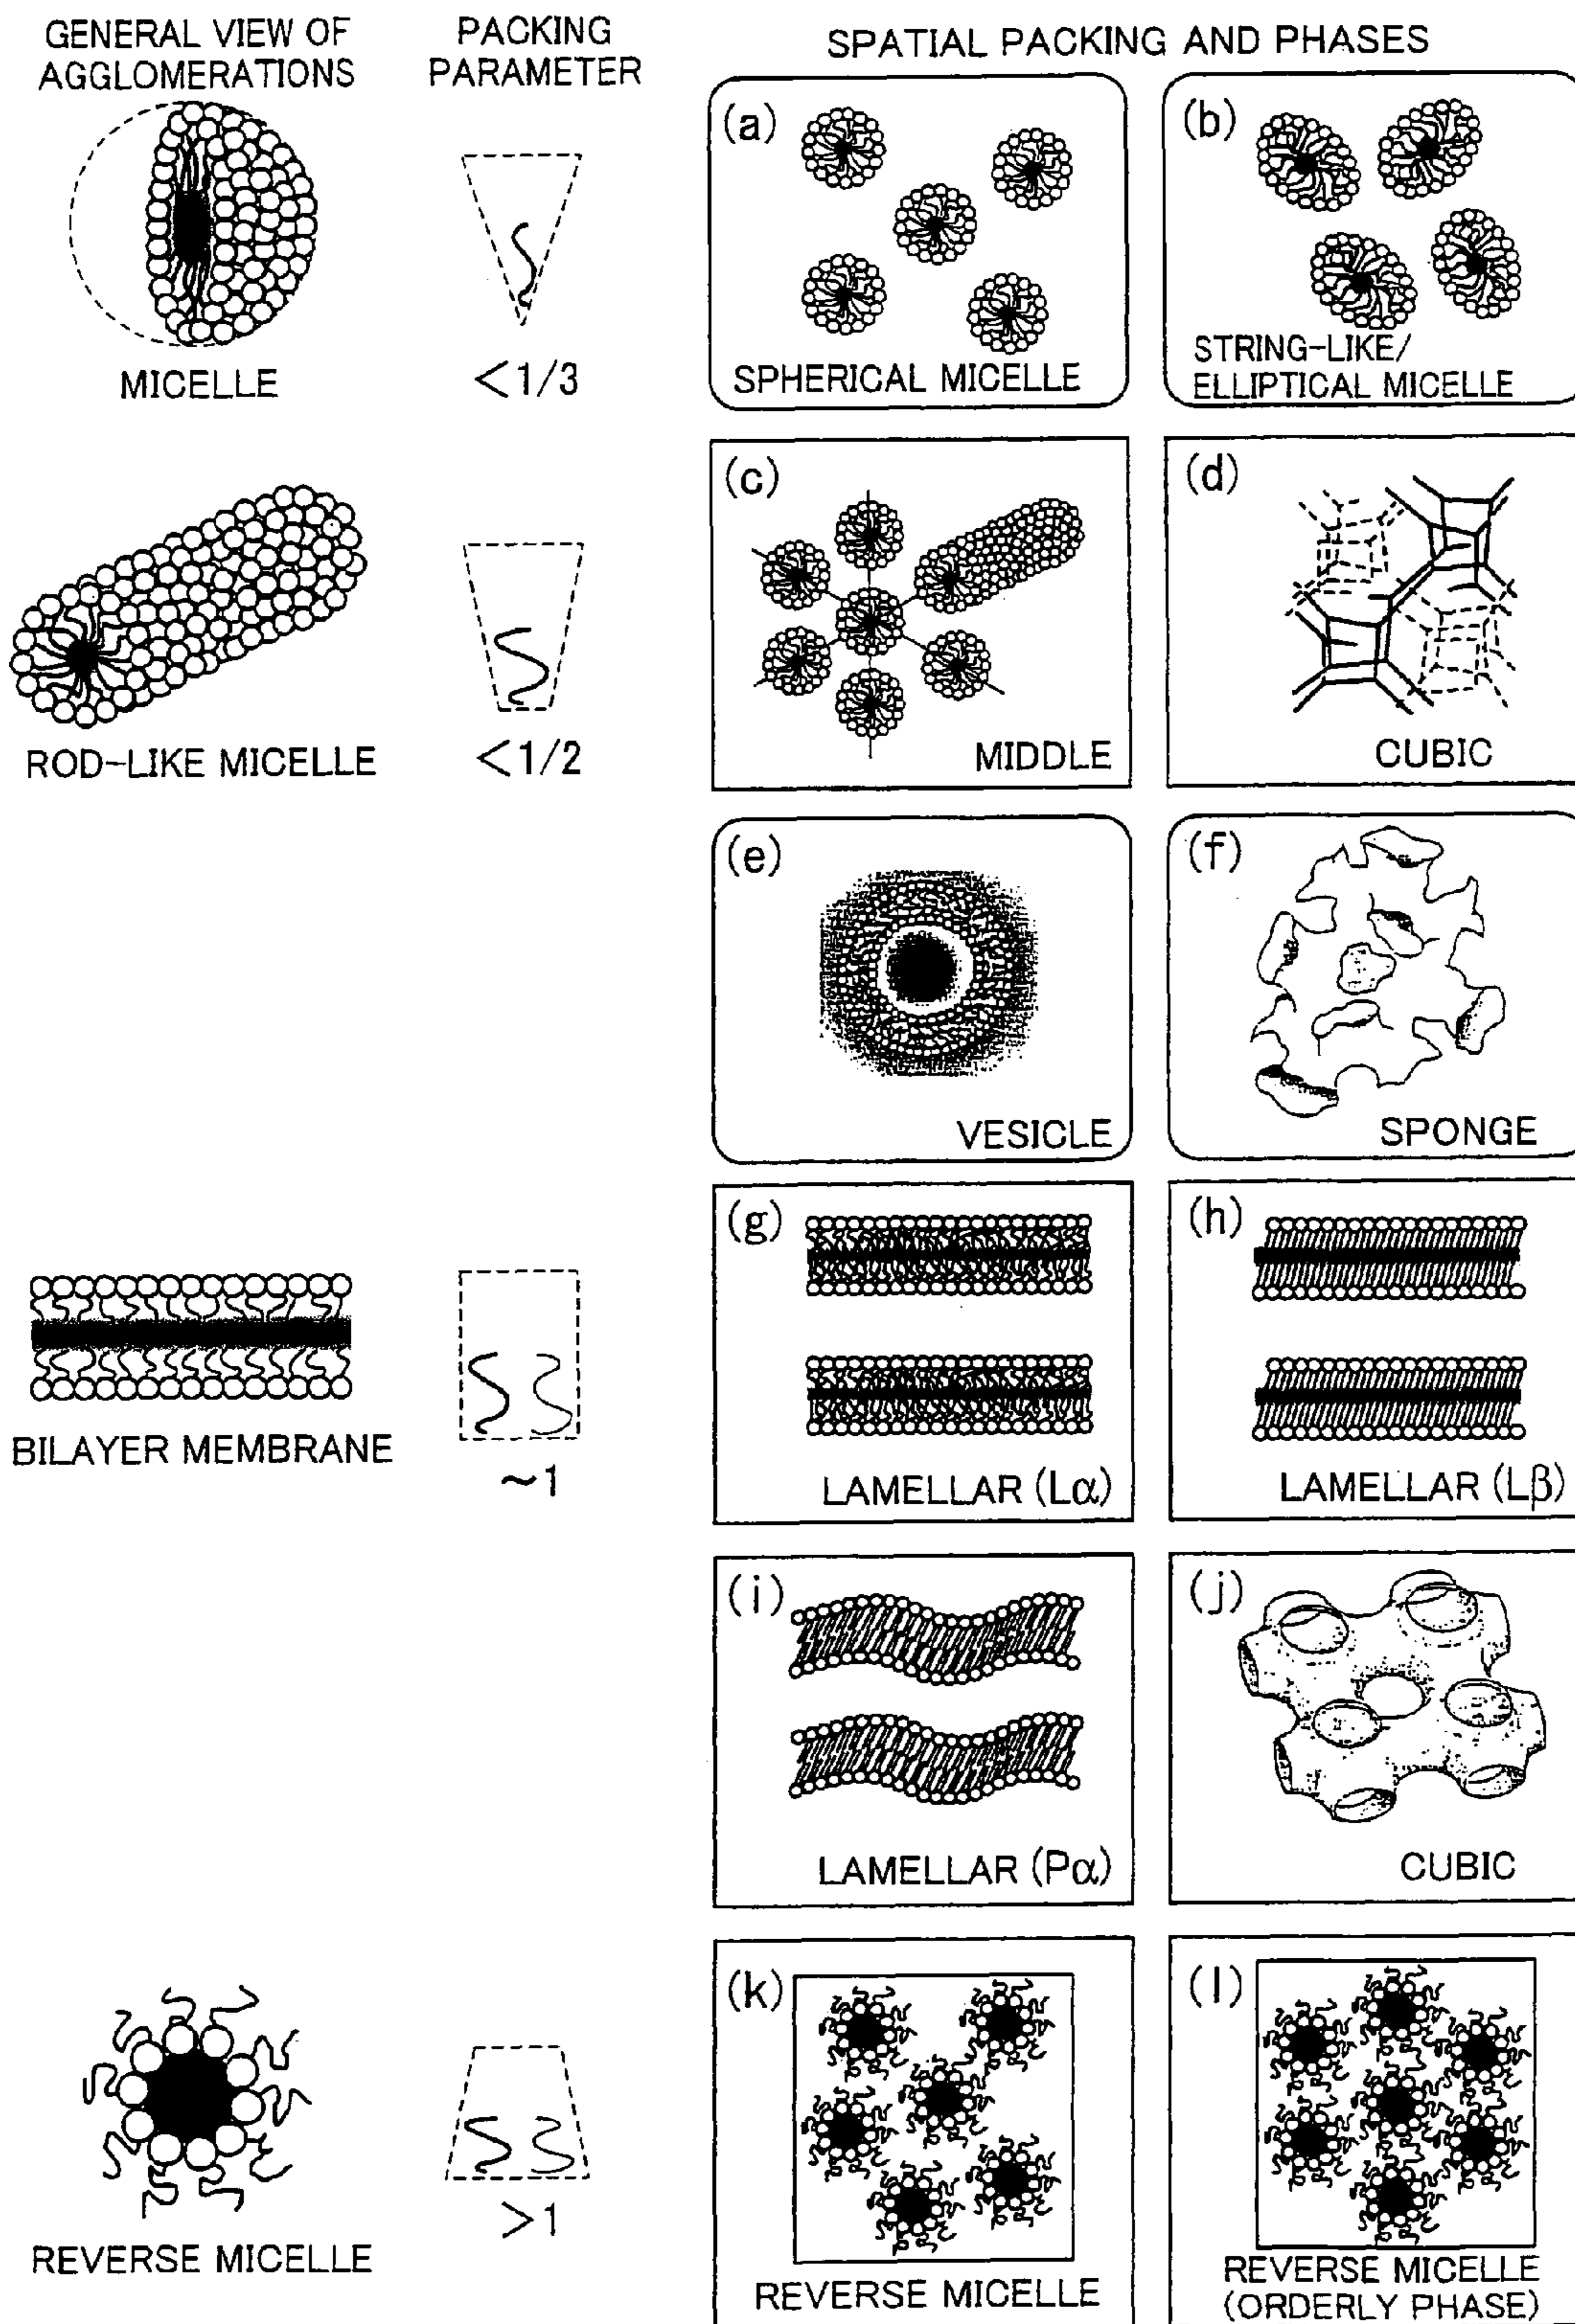 GENERAL VIEW OF
AGGLOMERATIONS
PACKING
PARAMETER
SPATIAL PACKING AND PHASES
MICELLE
<1/3
(a)
SPHERICAL MICELLE
(b)
STRING-LIKE/
ELLIPTICAL MICELLE
ROD-LIKE MICELLE
<1/2
(c)
MIDDLE
(d)
CUBIC
(e)
VESICLE
(f)
SPONGE
BILAYER MEMBRANE
~1
(g)
LAMELLAR (Lα)
(h)
LAMELLAR (Lβ)
(i)
LAMELLAR (Pα)
(j)
CUBIC
REVERSE MICELLE
>1
(k)
REVERSE MICELLE
(l)
REVERSE MICELLE
(ORDERLY PHASE)